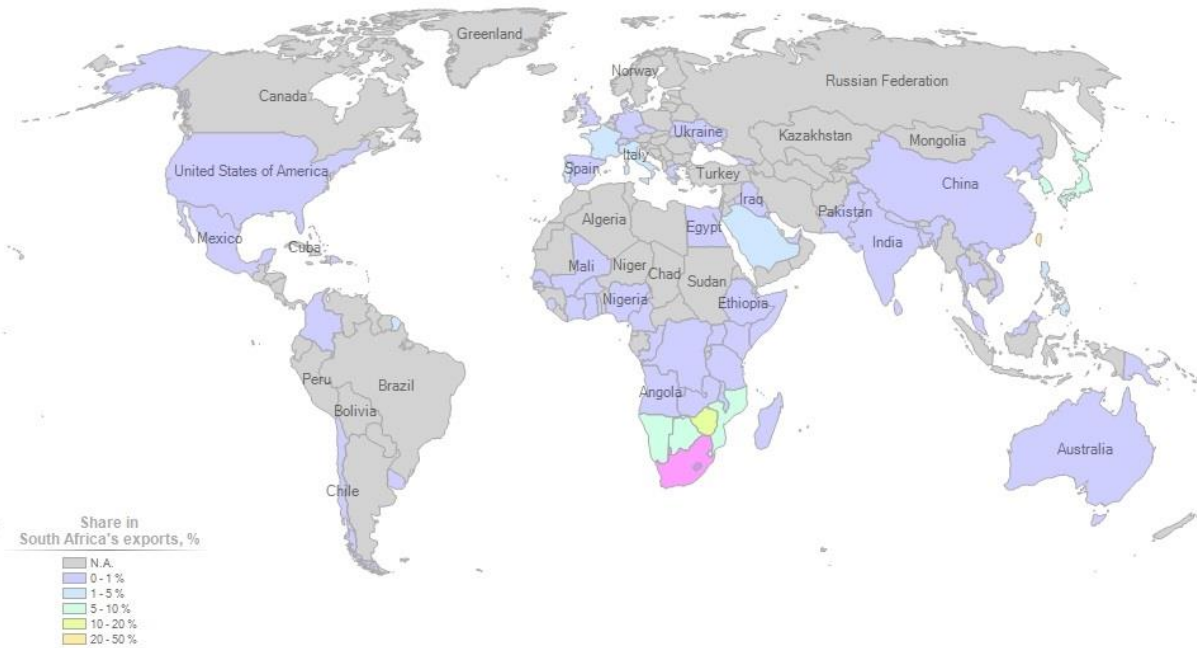 Greenland
Norway
Russian Federation
Canada
Ukraine
Kazakhstan
Mongolia
Italy
Spain
Turkey
United States of America
China
Iraq
Pakistan
Algeria
Egypt
Mexico
India
Cuba
Mali
Niger
Chad
Sudan
Nigeria
Ethiopia
Peru
Brazil
Angola
Bolivia
Australia
Chile
Share in
South Africa's exports, %
N.A.
0 - 1 %
1 - 5 %
5 - 10 %
10 - 20 %
20 - 50 %